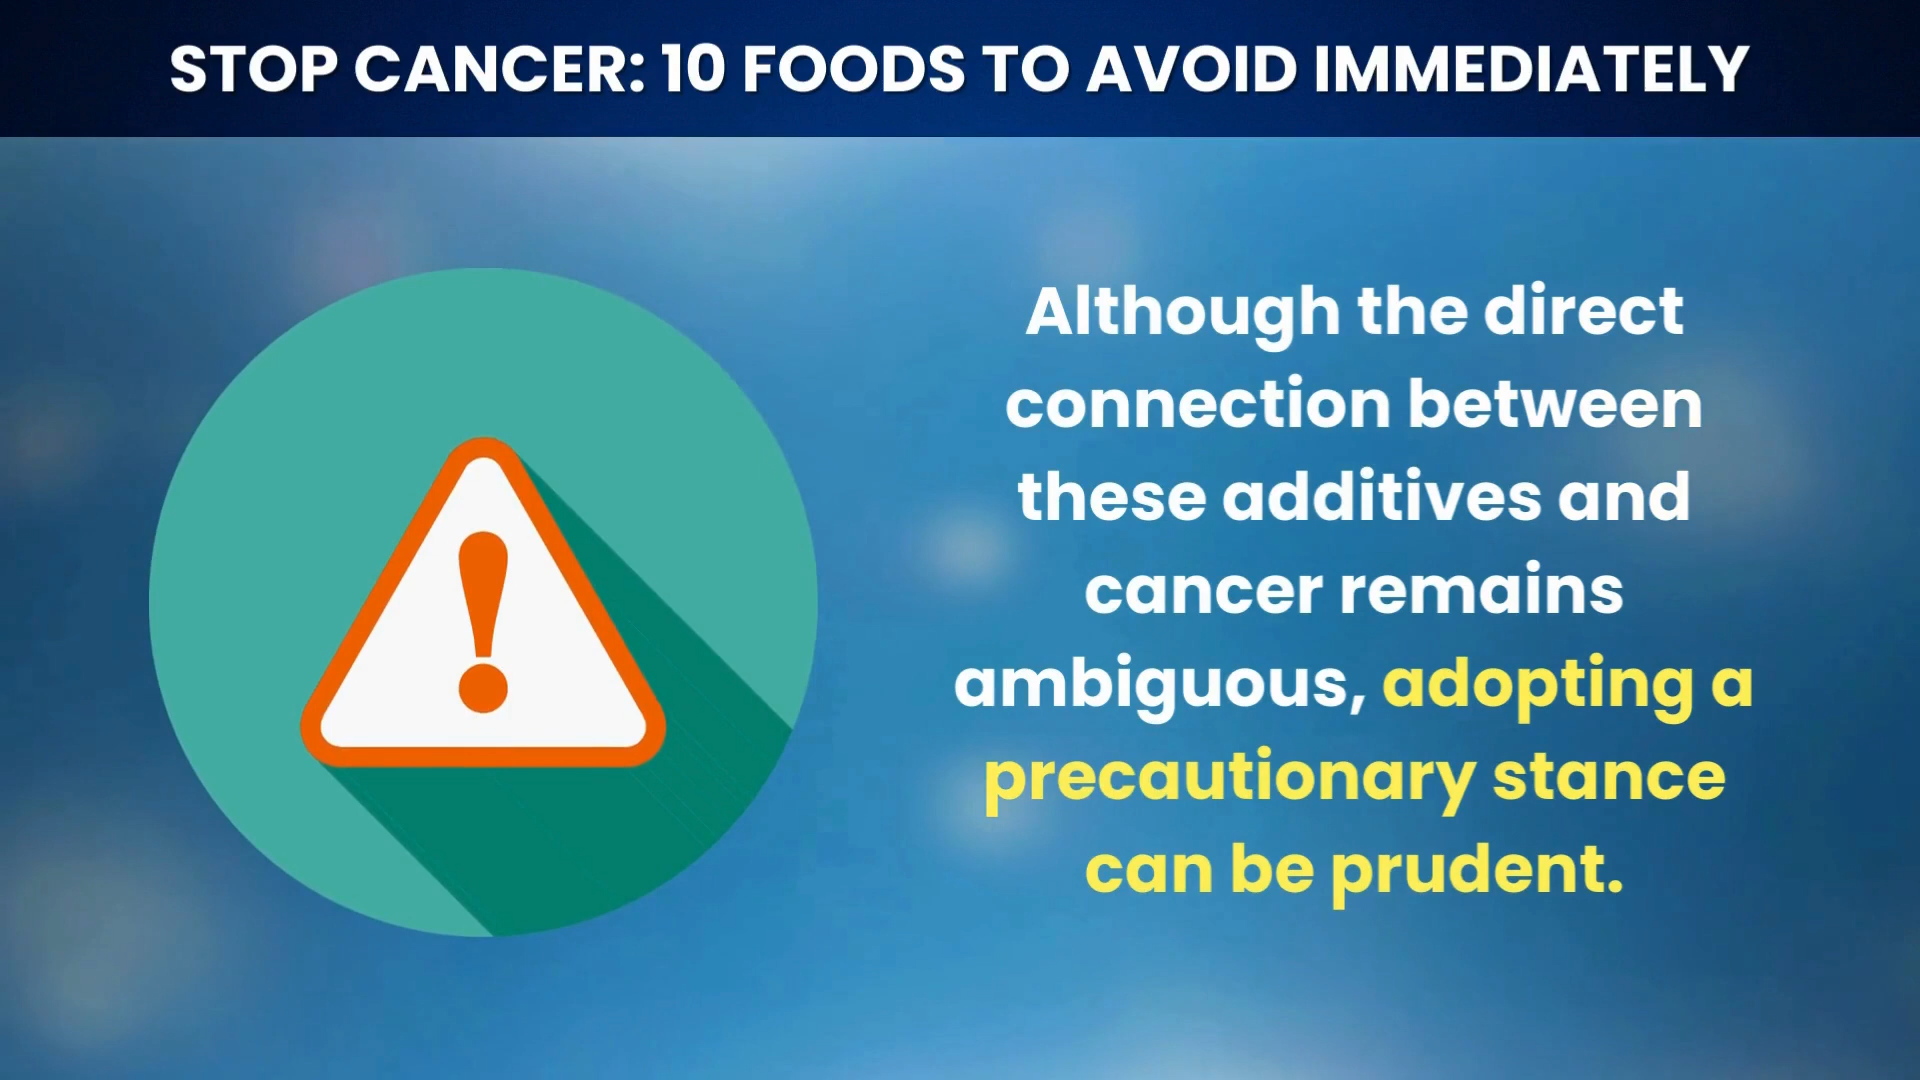 STOP CANCER: 10 FOODS TO AVOID IMMEDIATELY
Although the direct
connection between
these additives and
cancer remains
ambiguous, adopting a
precautionary stance
can be prudent.